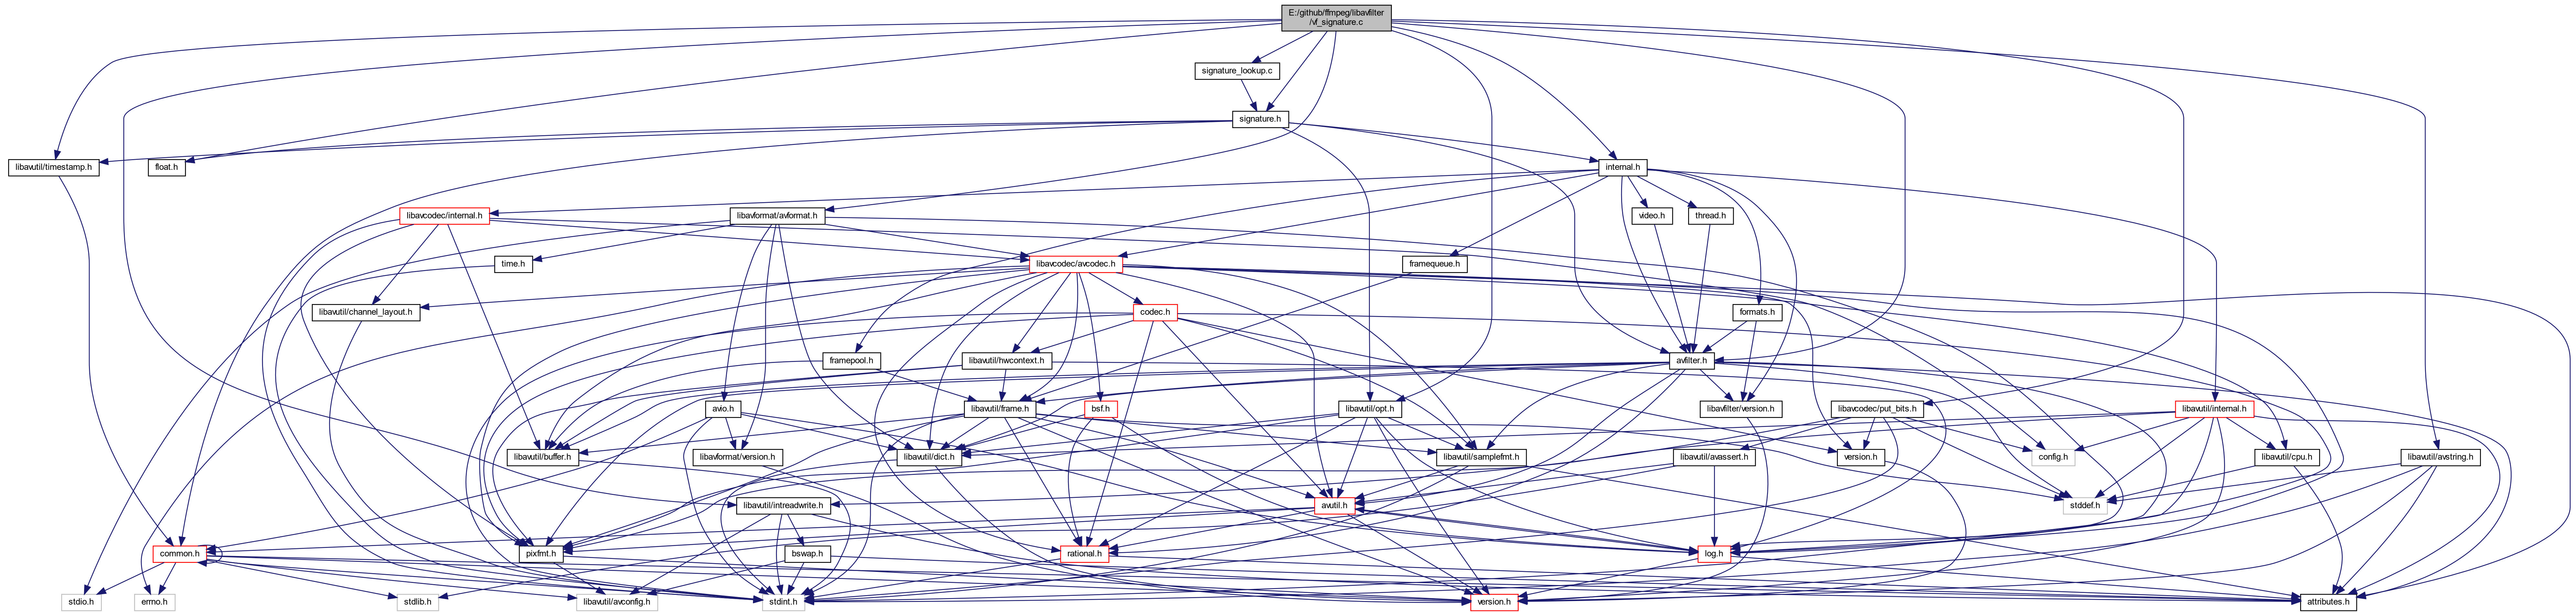 E:/github/ffmpeg/libavfilter
/vf_signature.c
signature_lookup.c
signature.h
libavutil/timestamp.h
float.h
internal.h
libavcodec/internal.h
libavformat/avformat.h
video.h
thread.h
time.h
libavcodec/avcodec.h
framequeue.h
libavutil/channel_layout.h
codec.h
formats.h
framepool.h
libavutil/hwcontext.h
avfilter.h
avio.h
libavutil/frame.h
bsf.h
libavutil/opt.h
libavfilter/version.h
libavcodec/put_bits.h
libavutil/internal.h
libavutil/buffer.h
libavformat/version.h
libavutil/dict.h
libavutil/samplefmt.h
libavutil/avassert.h
version.h
config.h
libavutil/cpu.h
libavutil/avstring.h
libavutil/intreadwrite.h
avutil.h
stddef.h
common.h
pixfmt.h
bswap.h
rational.h
log.h
stdio.h
errno.h
stdlib.h
libavutil/avconfig.h
stdint.h
version.h
attributes.h